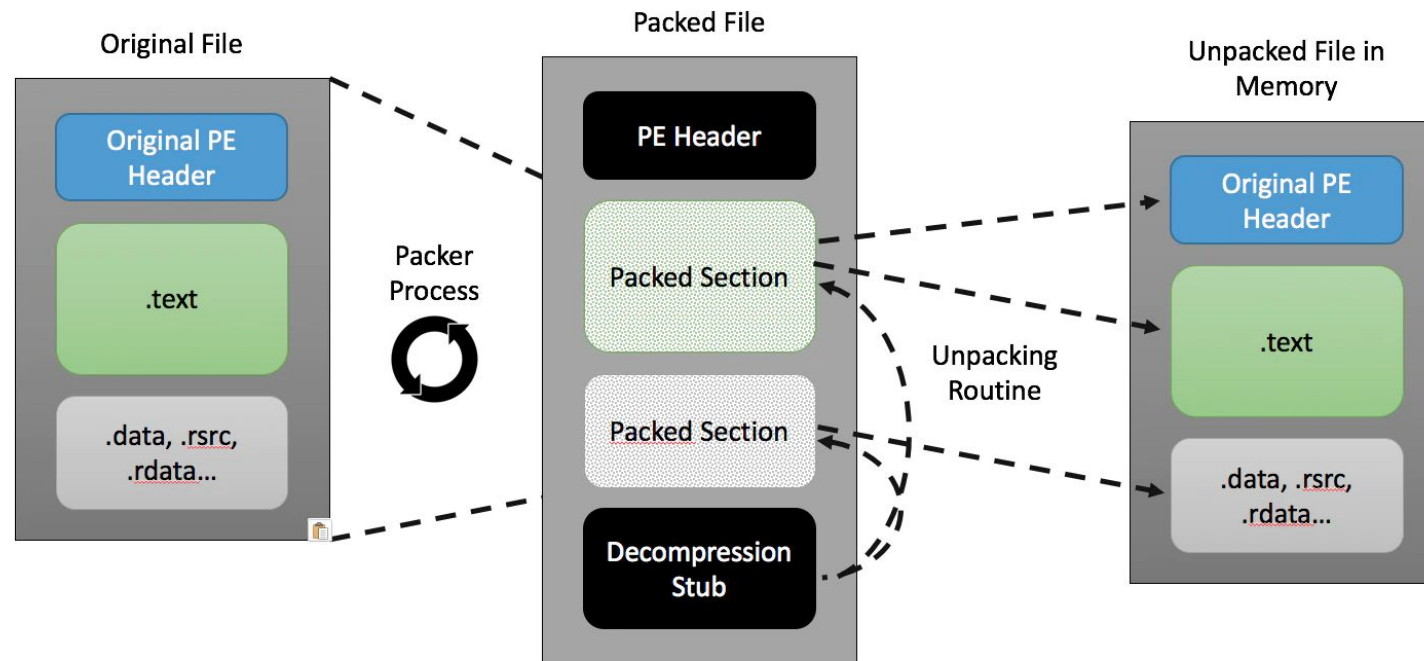 Original File
Original PE
Header
.text
.data, .rsrc,
.rdata...
Packer
Process
Packed File
PE Header
Packed Section
Packed Section
Decompression
Stub
Unpacking
Routine
Unpacked File in
Memory
Original PE
Header
.text
.data, .rsrc,
.rdata...